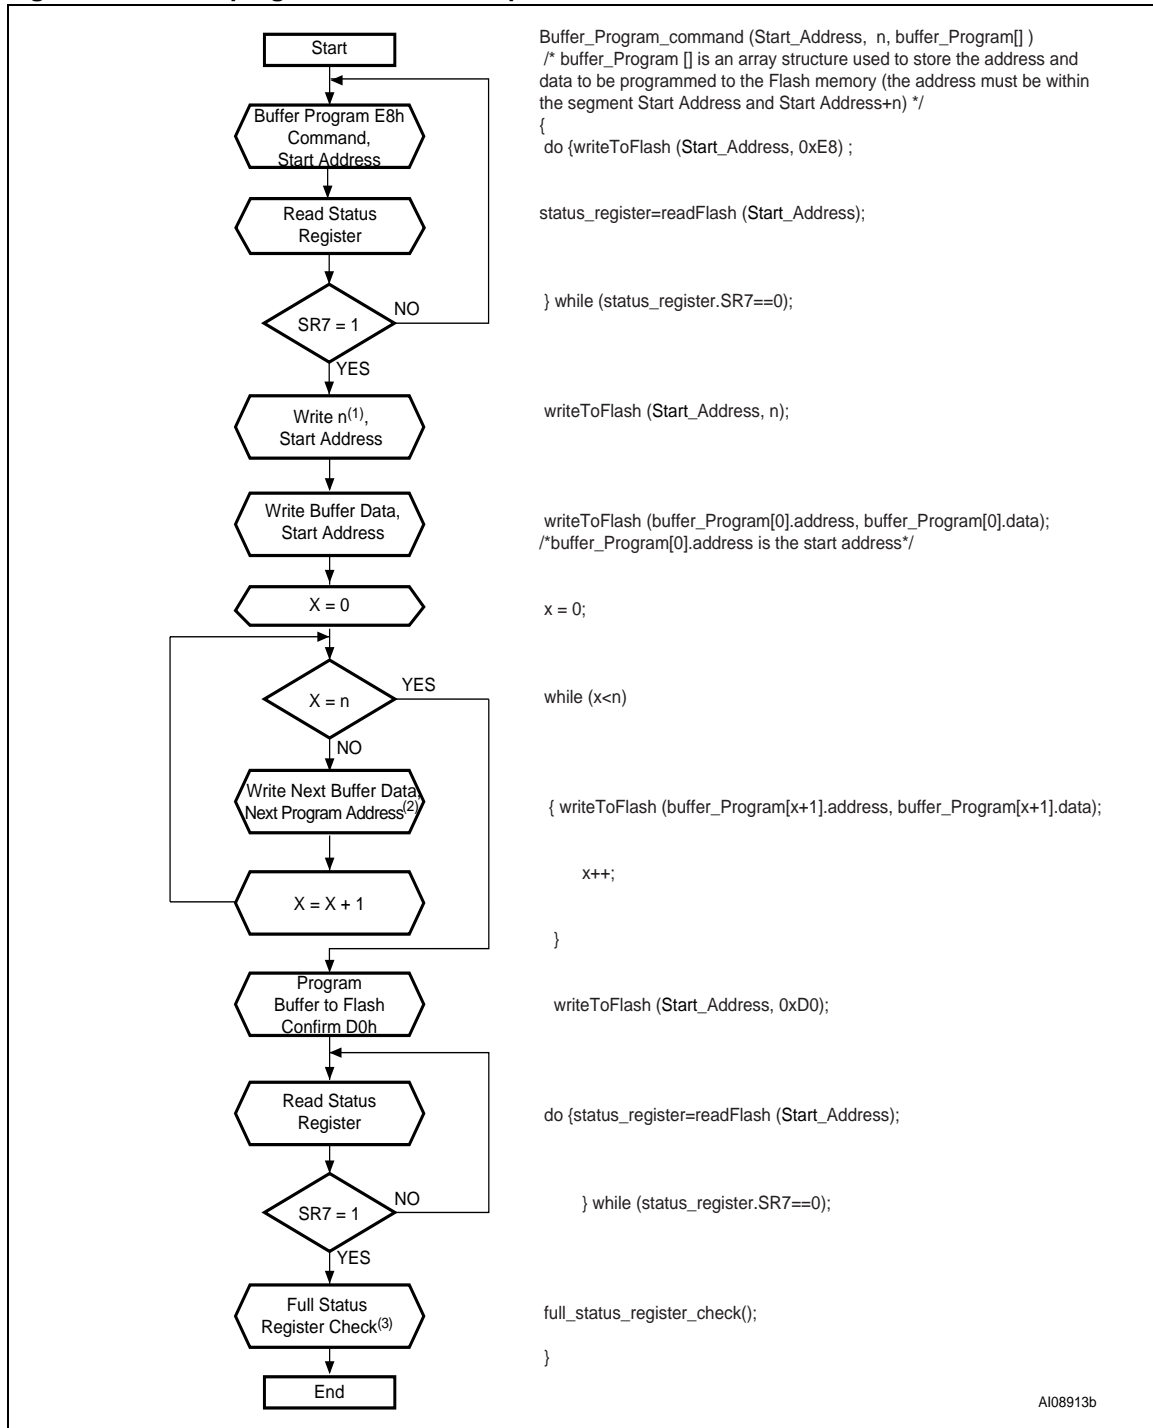 Start
Buffer Program E8h
Command,
Start Address
Read Status
Register
SR7 = 1
NO
YES
Write n(1),
Start Address
Write Buffer Data,
Start Address
X = 0
X = n
YES
NO
Write Next Buffer Data,
Next Program Address(2)
X = X + 1
Program
Buffer to Flash
Confirm D0h
Read Status
Register
SR7 = 1
NO
YES
Full Status
Register Check(3)
End
Buffer_Program_command (Start_Address, n, buffer_Program[] )
/* buffer_Program [] is an array structure used to store the address and
data to be programmed to the Flash memory (the address must be within
the segment Start Address and Start Address+n) */
{
do {writeToFlash (Start_Address, 0xE8) ;
status_register=readFlash (Start_Address);
} while (status_register.SR7==0);
writeToFlash (Start_Address, n);
writeToFlash (buffer_Program[0].address, buffer_Program[0].data);
/*buffer_Program[0].address is the start address*/
x = 0;
while (x<n)
{ writeToFlash (buffer_Program[x+1].address, buffer_Program[x+1].data);
x++;
}
writeToFlash (Start_Address, 0xD0);
do {status_register=readFlash (Start_Address);
} while (status_register.SR7==0);
full_status_register_check();
}
AI08913b